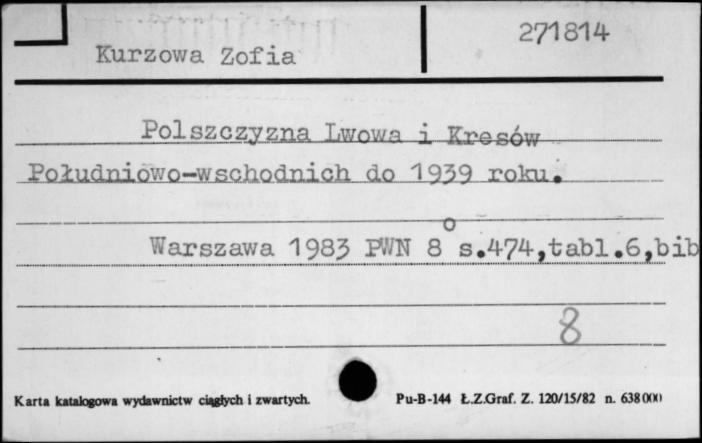 271814
Kurzowa Zofia
Polszczyzna Lwowa i Kresów
Południowo-wschodnich do 1939 roku.
Warszawa 1983 PWN 8° s.474,tabl.6,bib
8
Karta katalogowa wydawnictw ciągłych i zwartych.
Pu-B-144 Ł.Z.Graf. Z. 120/15/82 n. 638000